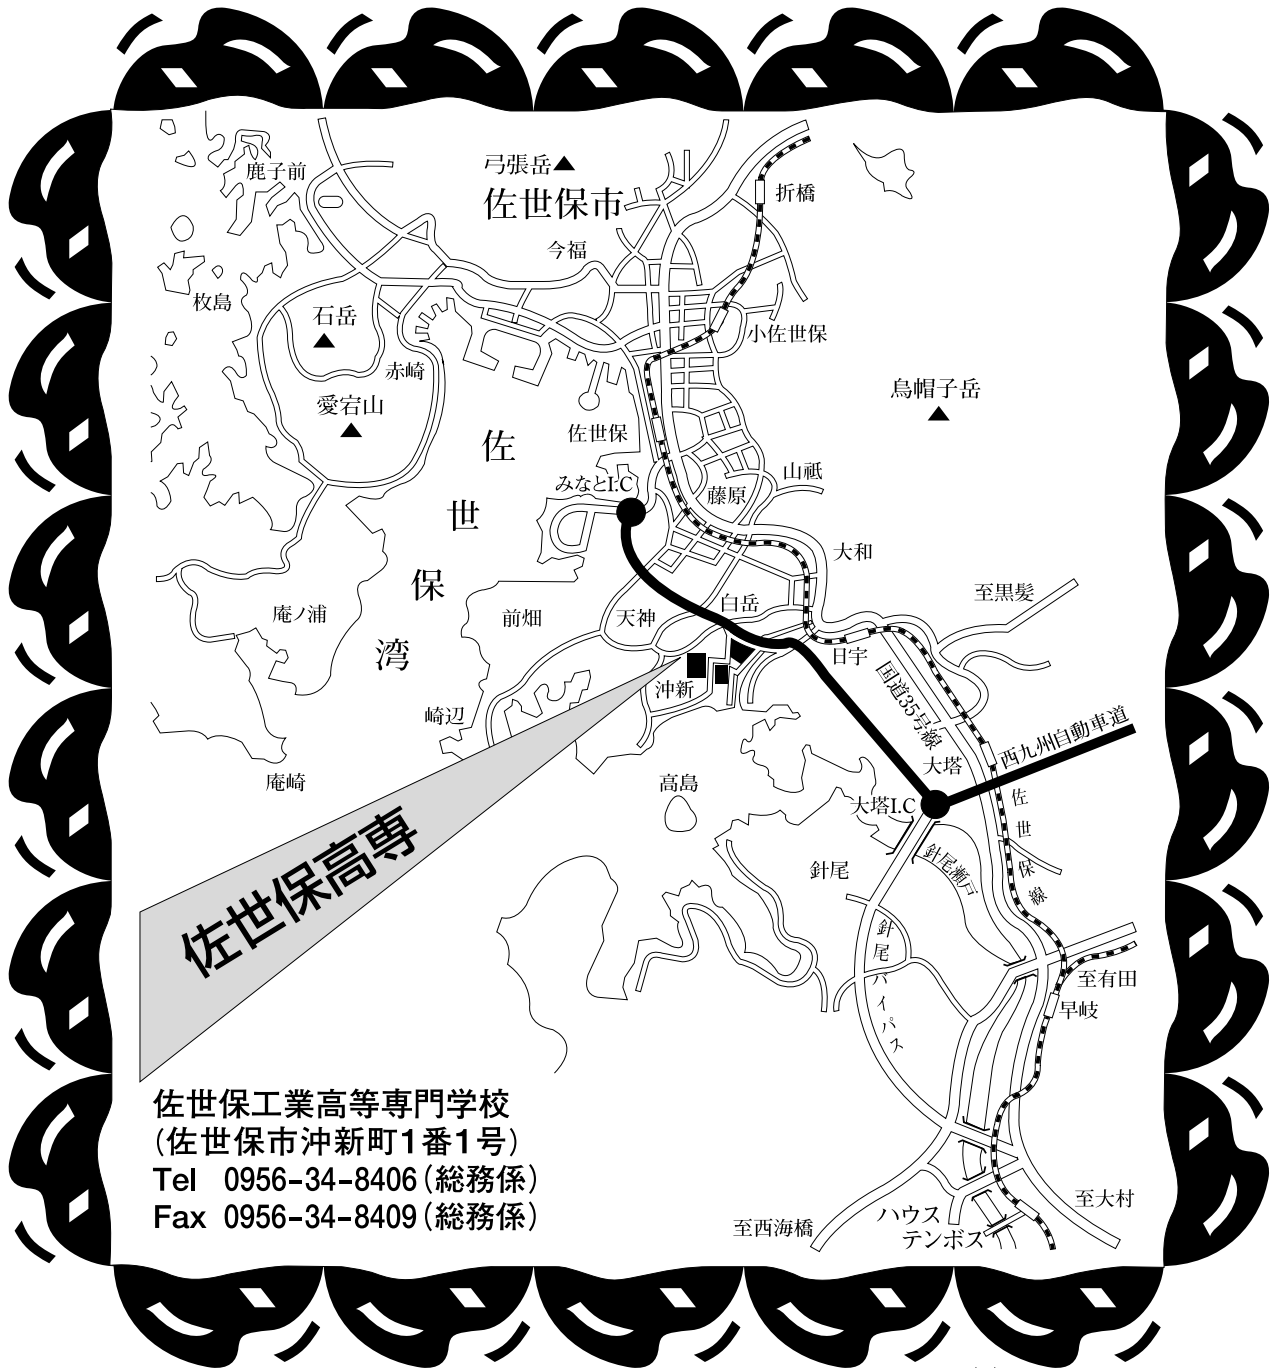 鹿子前
弓張岳
佐世保市
折橋
今福
枚島
石岳
小佐世保
赤崎
愛宕山
烏帽子岳
佐世保
佐世保湾
山祇
みなとI.C
藤原
大和
至黒髪
庵ノ浦
前畑
天神
白岳
日宇
沖新
国道35号線
崎辺
西九州自動車道
大塔
庵崎
高島
大塔I.C
佐世保線
佐世保高専
針尾
針尾瀬戸
針尾バイパス
至有田
早岐
佐世保工業高等専門学校
(佐世保市沖新町1番1号)
Tel 0956-34-8406(総務係)
Fax 0956-34-8409(総務係)
至大村
至西海橋
ハウス
テンボス